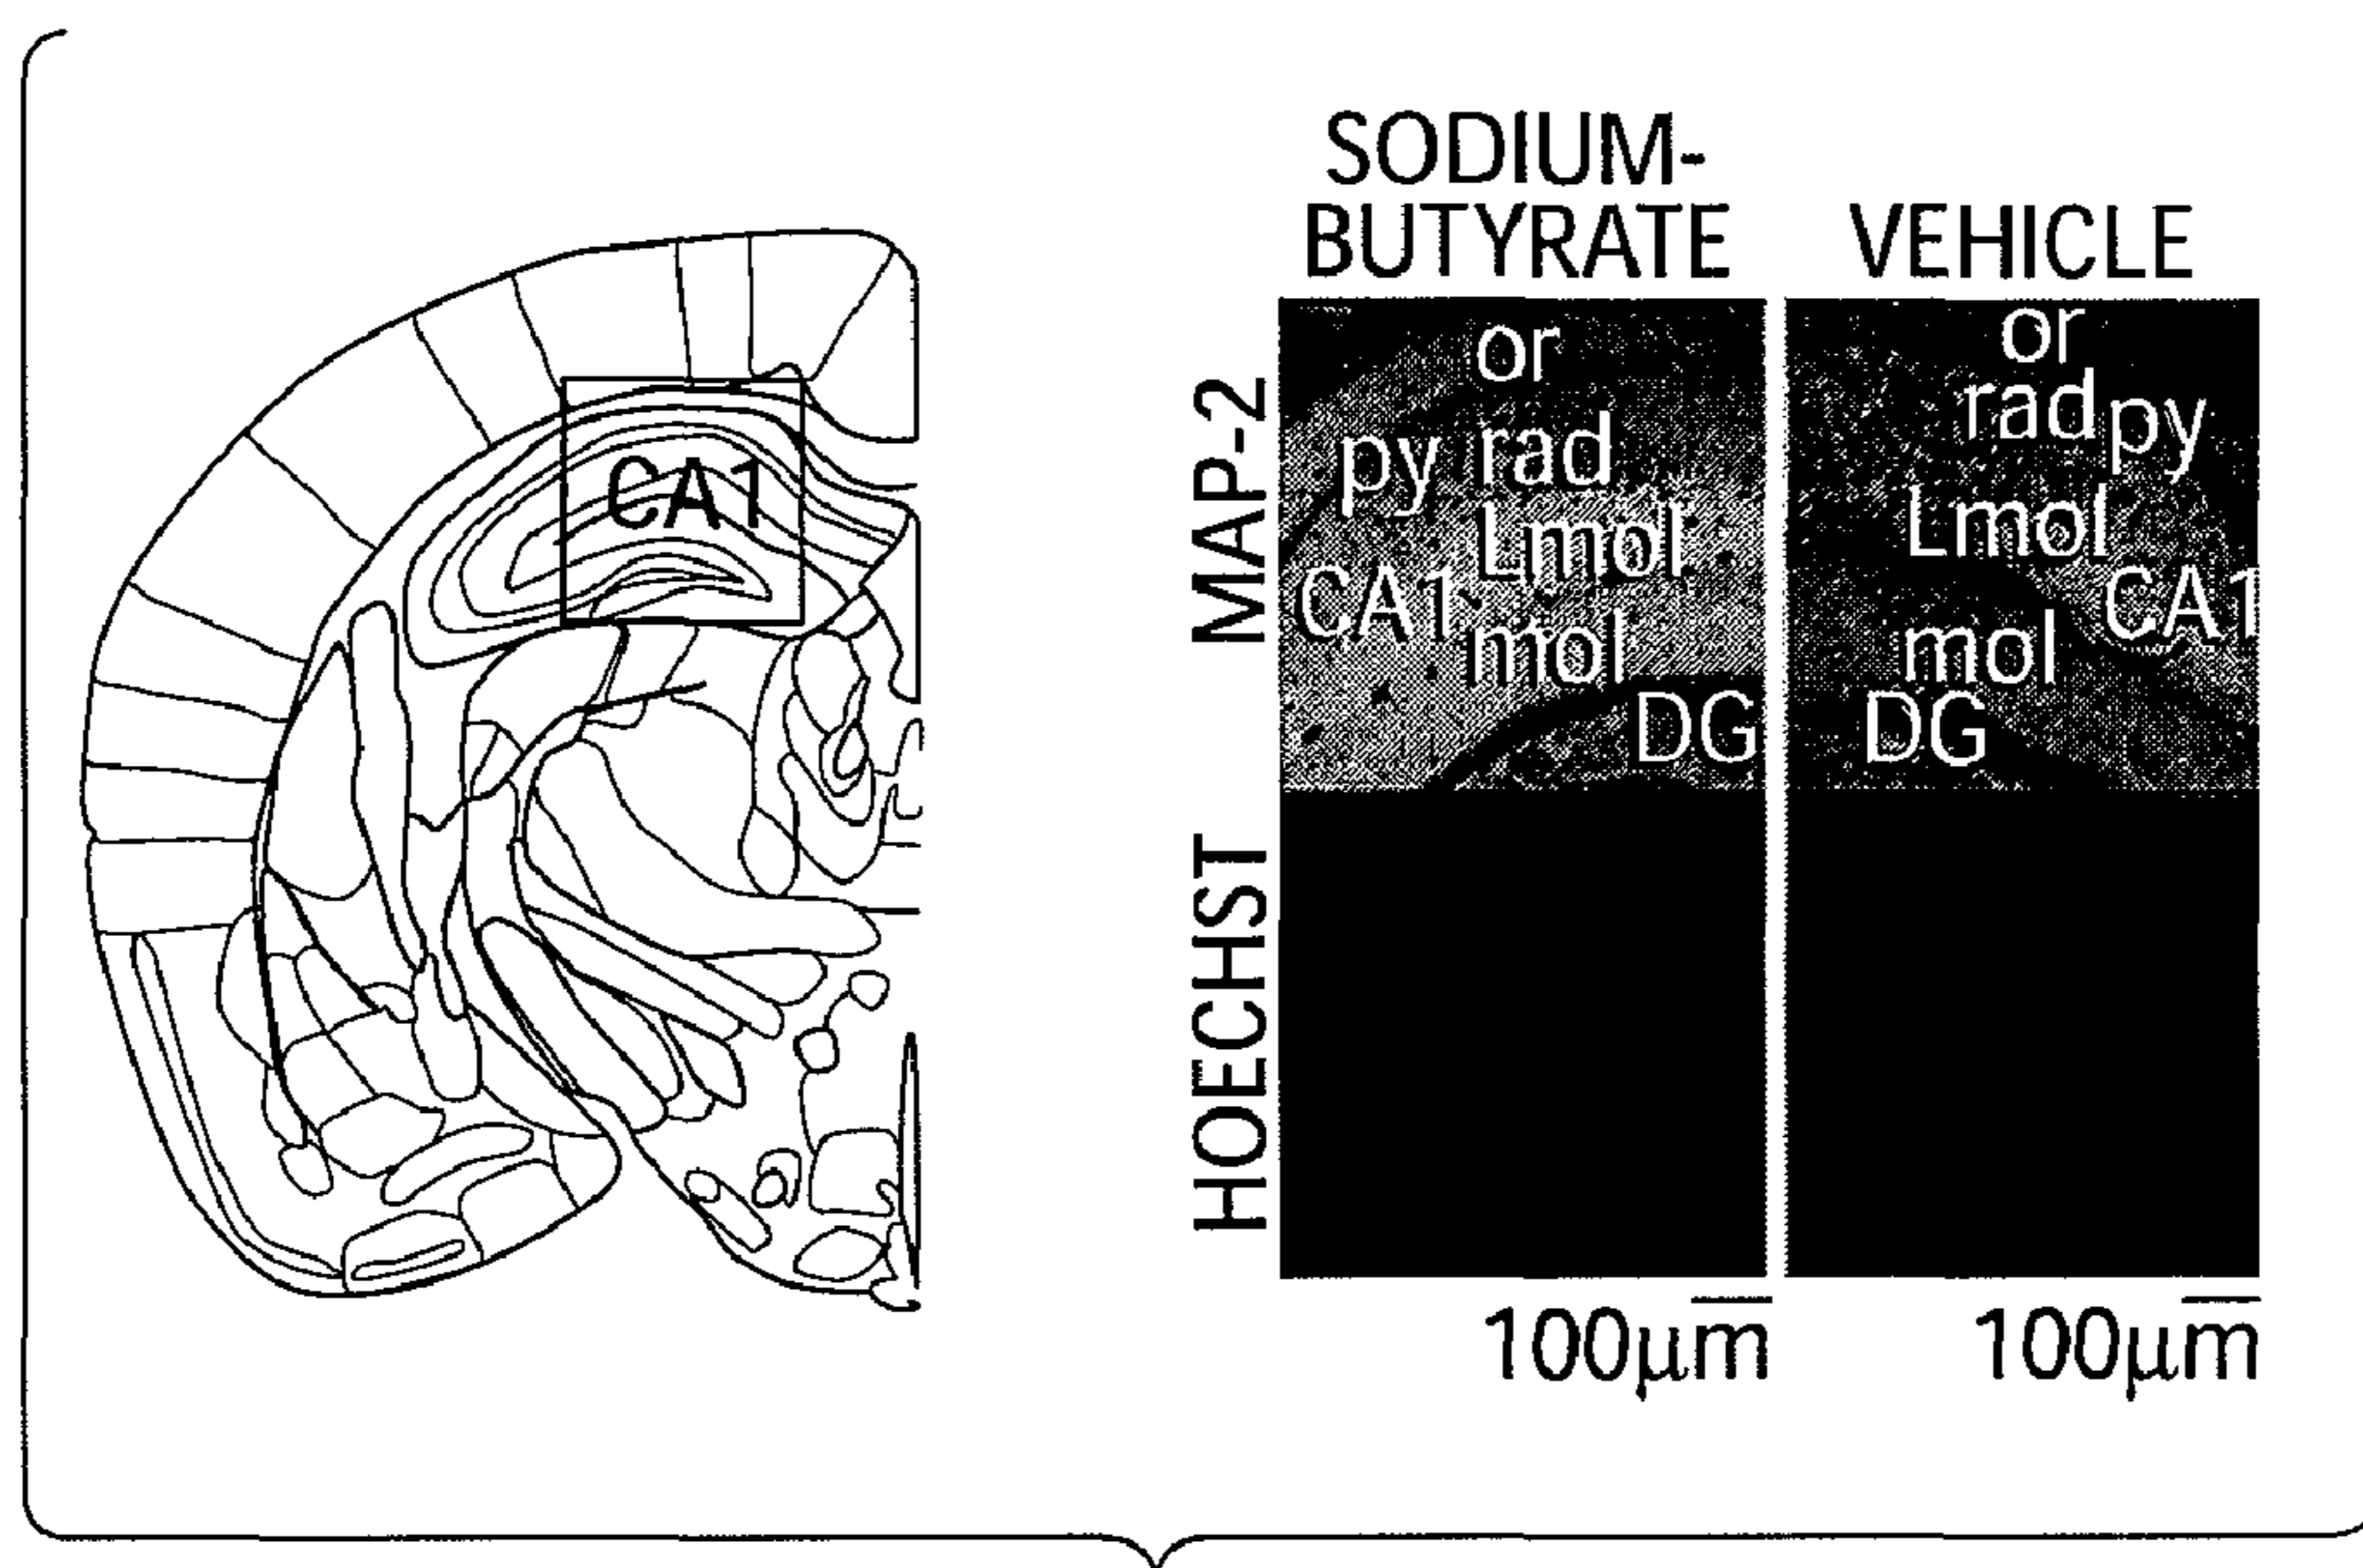 CA1
SODIUM-
BUTYRATE
VEHICLE
MAP-2
or
py rad
Lmol
CA1
mol
DG
or
rad py
Lmol
CA1
mol
DG
HOECHST
100μm
100μm